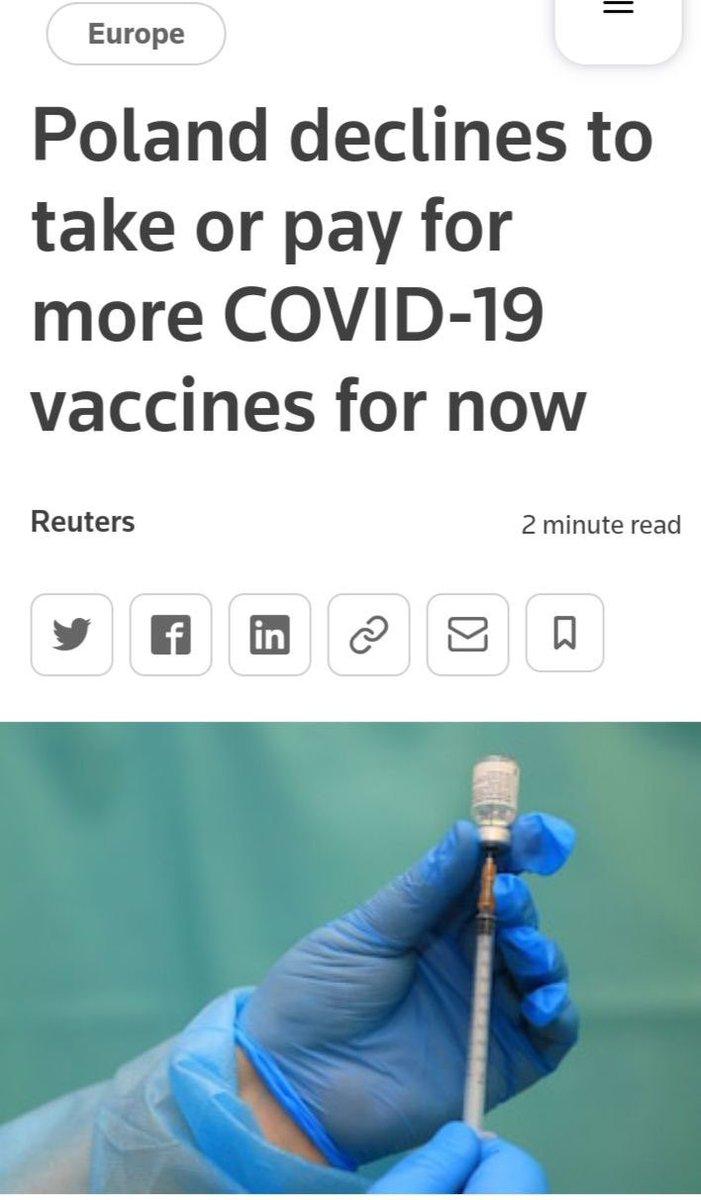 Europe
Poland declines to
take or pay for
more COVID-19
vaccines for now
Reuters
2 minute read